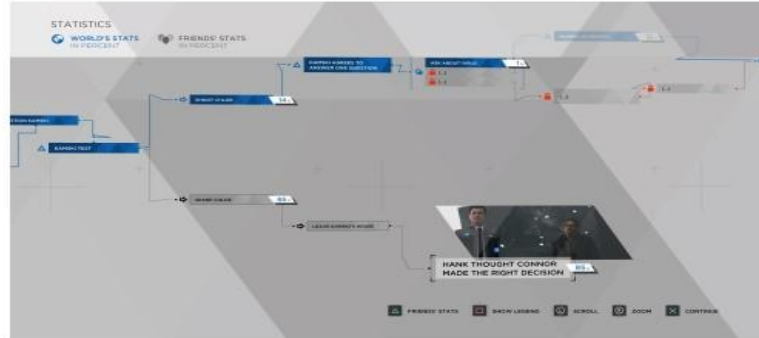 STATISTICS
WORLD'S STATS
IN PERCENT
FRIENDS' STATS
IN PERCENT
KAMSKI AGREES TO
ANSWER ONE QUESTION
ASK ABOUT
SHOOT CHLOE
KAMSKI TEST
SPARE CHLOE
LEAVE KAMSKI'S HOUSE
HANK THOUGHT CONNOR
MADE THE RIGHT DECISION
FRIENDS' STATS
SHOW LEGEND
SCROLL
ZOOM
CONTINUE